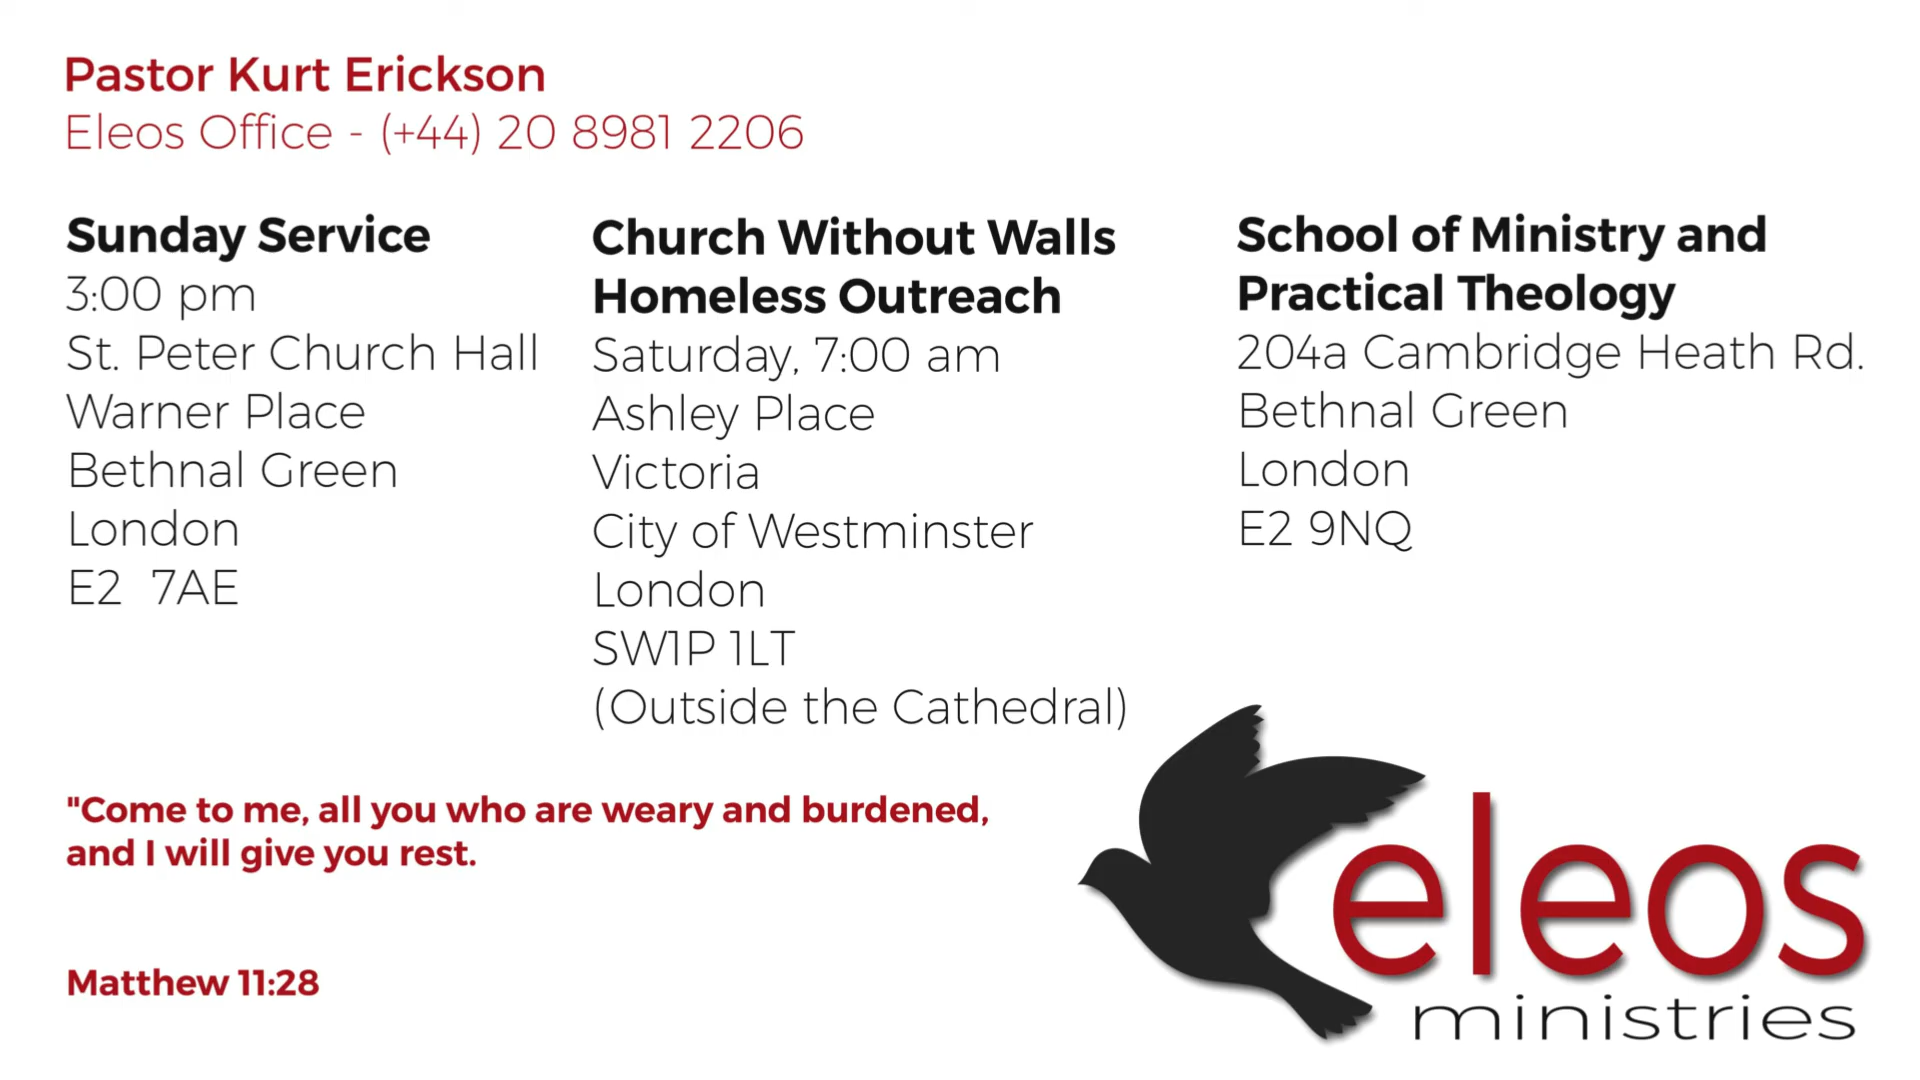 Pastor Kurt Erickson
Eleos Office - (+44) 20 8981 2206
Sunday Service
3:00 pm
St. Peter Church Hall
Warner Place
Bethnal Green
London
E2  7AE
Church Without Walls
Homeless Outreach
Saturday, 7:00 am
Ashley Place
Victoria
City of Westminster
London
SW1P 1LT
(Outside the Cathedral)
School of Ministry and
Practical Theology
204a Cambridge Heath Rd.
Bethnal Green
London
E2 9NQ
"Come to me, all you who are weary and burdened,
and I will give you rest.
Matthew 11:28
eleos
ministries